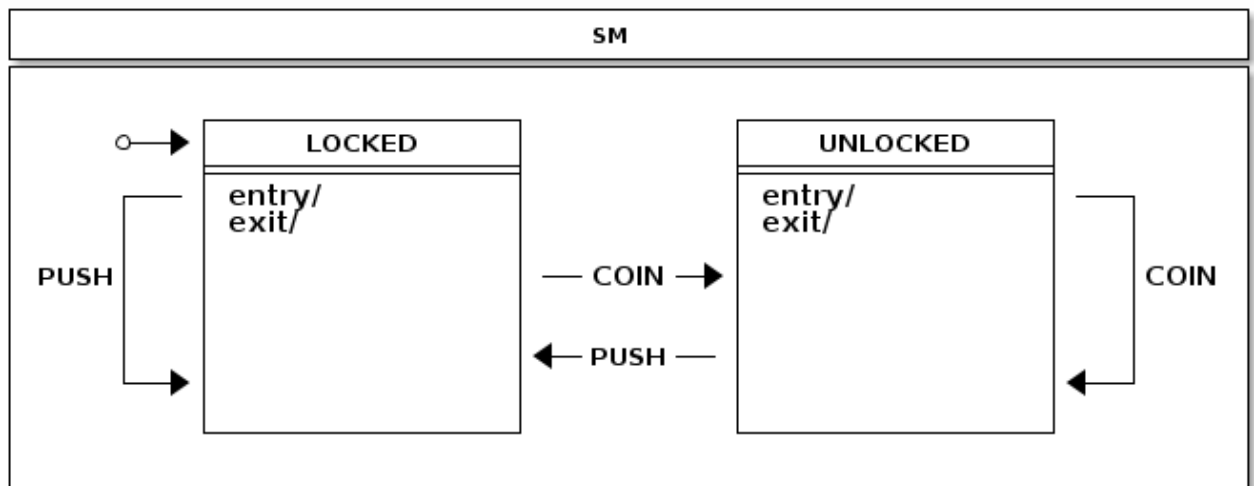 SM
LOCKED
UNLOCKED
entry/
exit/
entry/
exit/
PUSH
COIN
COIN
PUSH